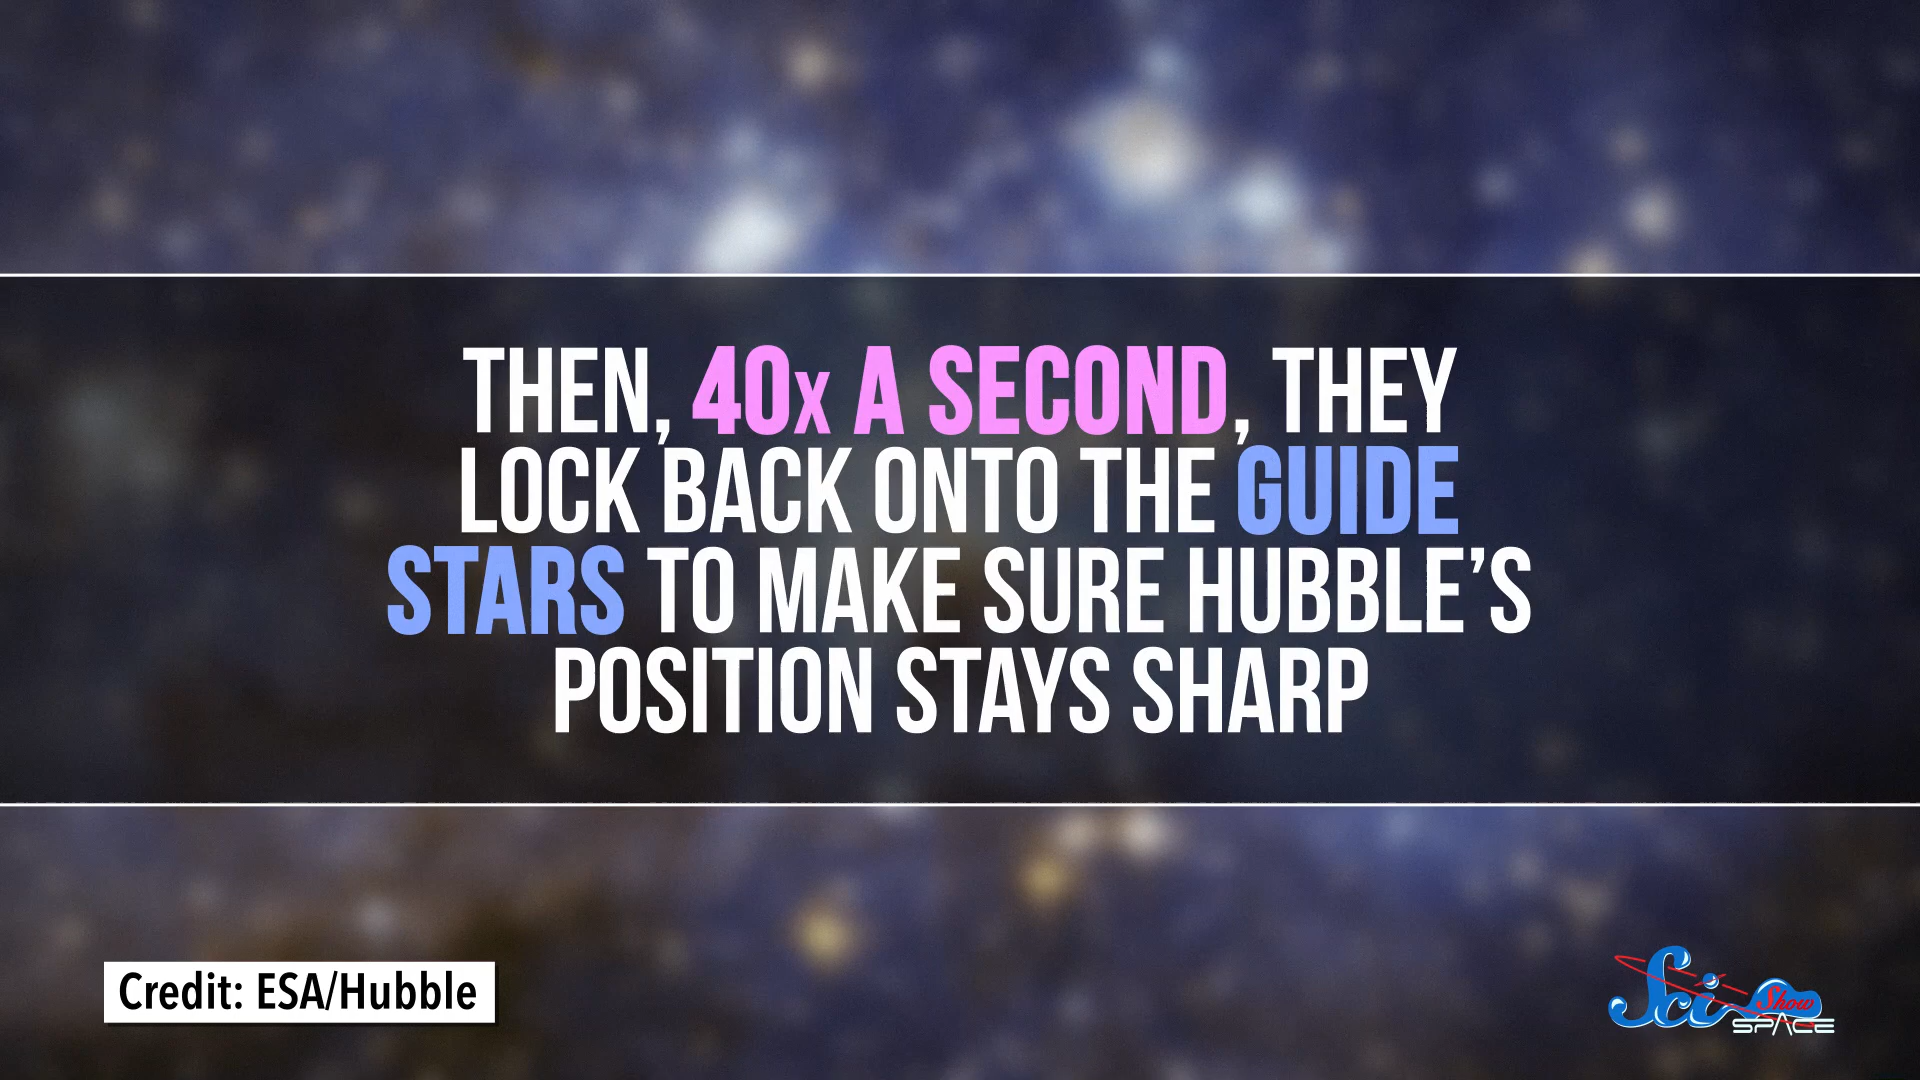 THEN, 40x A SECOND, THEY
LOCK BACK ONTO THE GUIDE
STARS TO MAKE SURE HUBBLE’S
POSITION STAYS SHARP
Credit: ESA/Hubble
Sci Show
SPACE